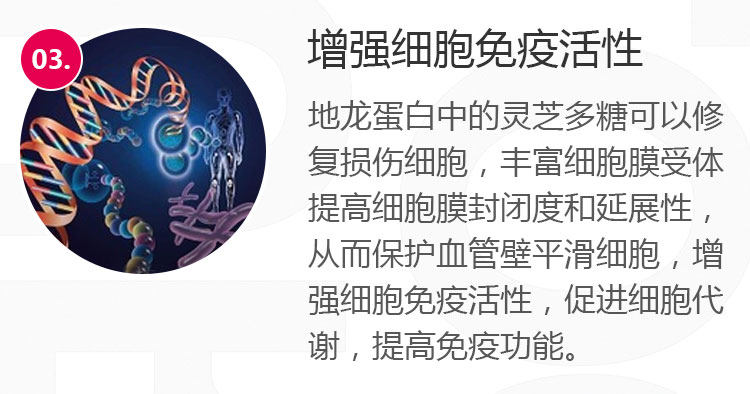 03.
增强细胞免疫活性
地龙蛋白中的灵芝多糖可以修
复损伤细胞，丰富细胞膜受体
提高细胞膜封闭度和延展性，
从而保护血管壁平滑细胞，增
强细胞免疫活性，促进细胞代
谢，提高免疫功能。